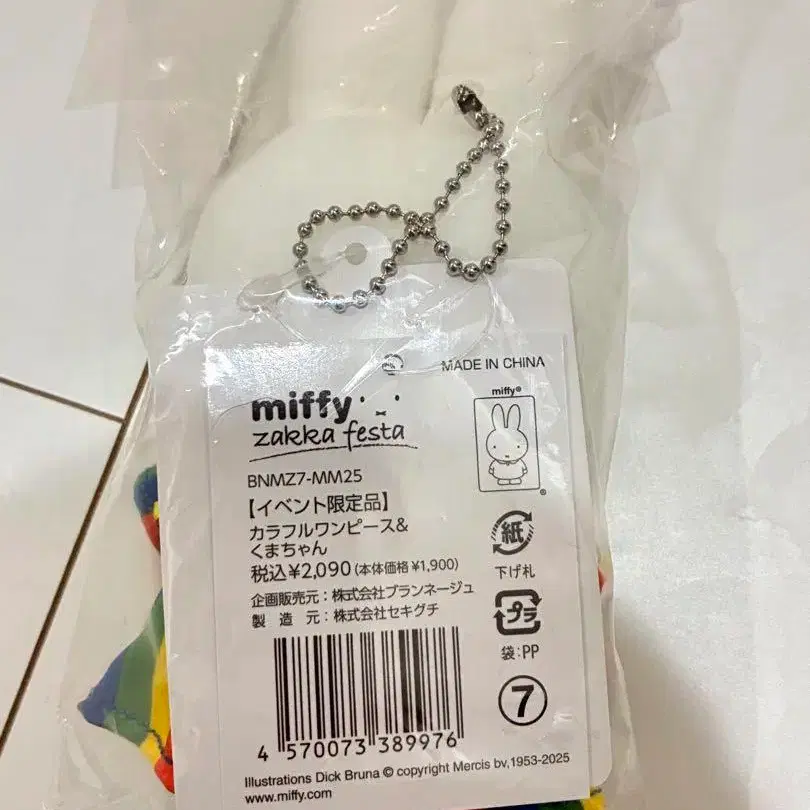 MADE IN CHINA
miffy
zakka festa
miffy®
BNMZ7-MM25
【イベント限定品】
カラフルワンピース&
くまちゃん
税込¥2,090(本体価格¥1,900)
企画販売元：株式会社ブランネージュ
製 造 元：株式会社セキグチ
®
紙
下げ札
プラ
袋:PP
7
4 570073 389976
Illustrations Dick Bruna © copyright Mercis bv,1953-2025
www.miffy.com